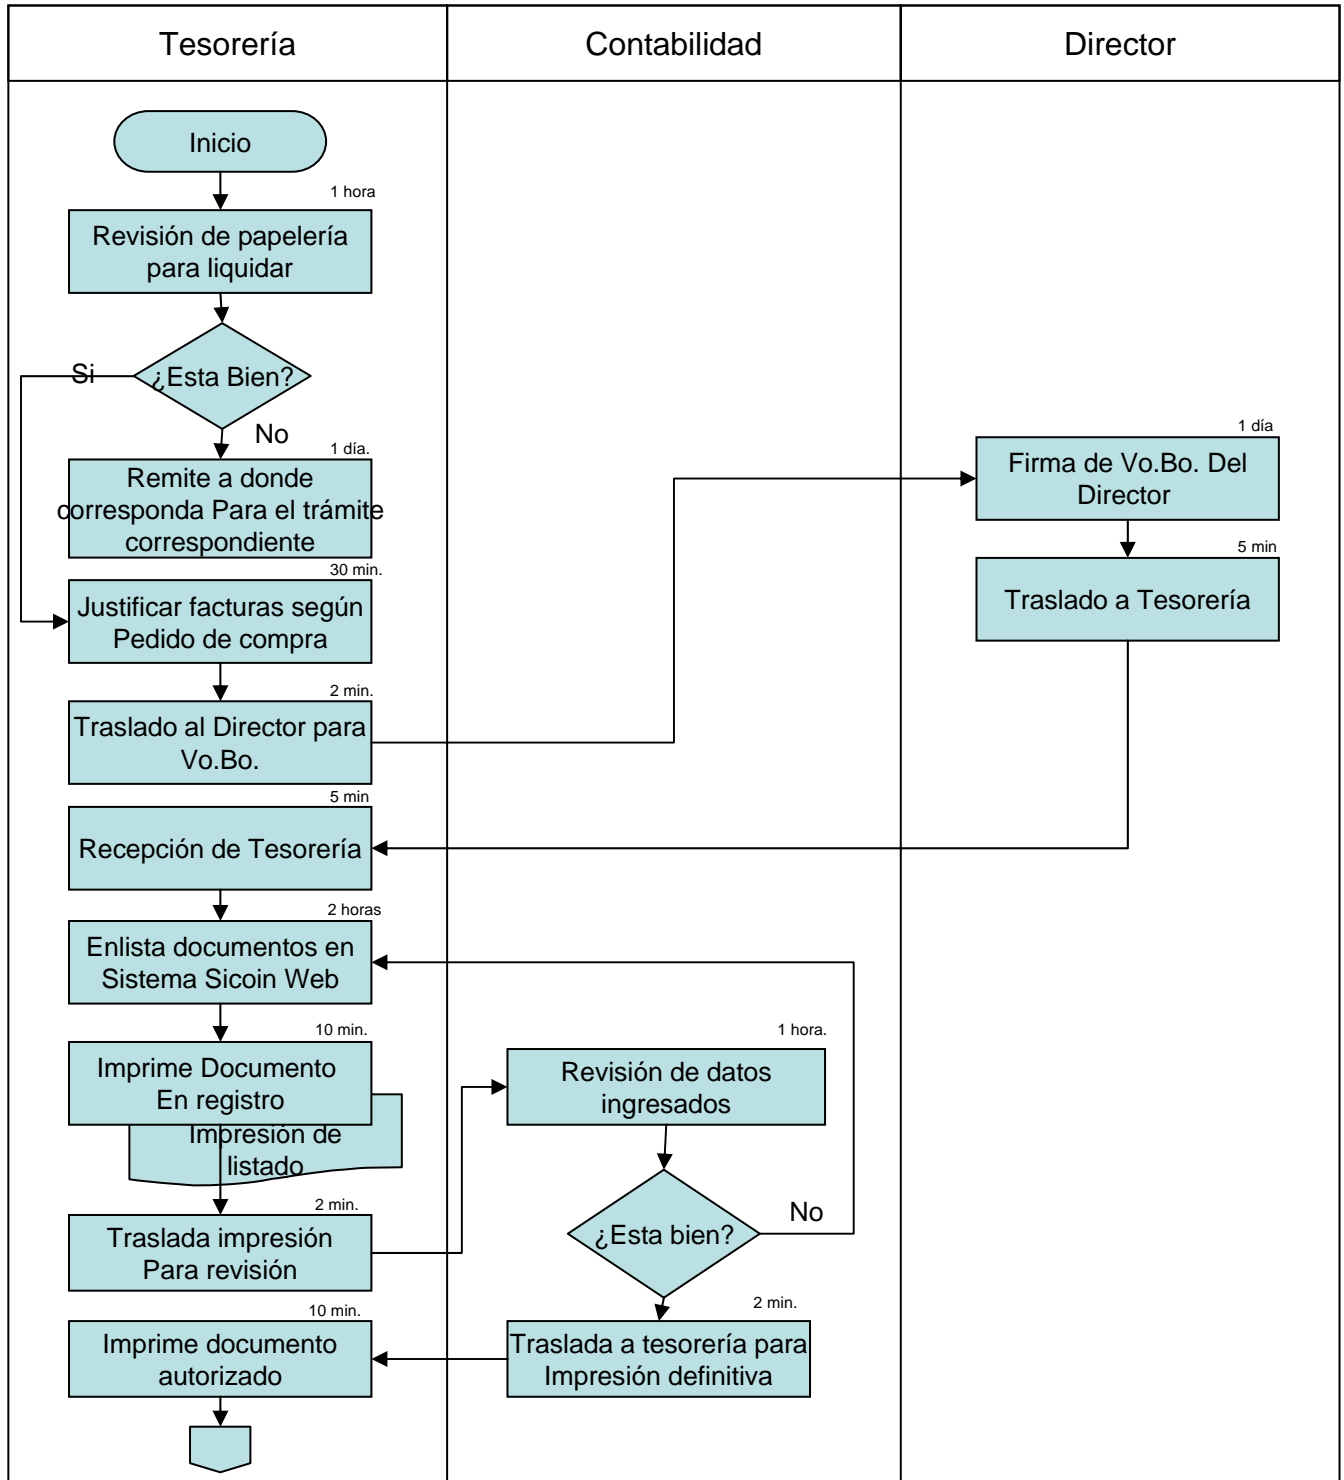 Tesorería
Contabilidad
Director
Inicio
1 hora
Revisión de papelería
para liquidar
¿Esta Bien?
Si
No
1 día.
Remite a donde
corresponda Para el trámite
correspondiente
30 min.
Justificar facturas según
Pedido de compra
2 min.
Traslado al Director para
Vo.Bo.
1 día
Firma de Vo.Bo. Del
Director
5 min
Traslado a Tesorería
5 min
Recepción de Tesorería
2 horas
Enlista documentos en
Sistema Sicoin Web
10 min.
Imprime Documento
En registro
Impresión de
listado
2 min.
Traslada impresión
Para revisión
1 hora.
Revisión de datos
ingresados
¿Esta bien?
No
2 min.
Traslada a tesorería para
Impresión definitiva
10 min.
Imprime documento
autorizado